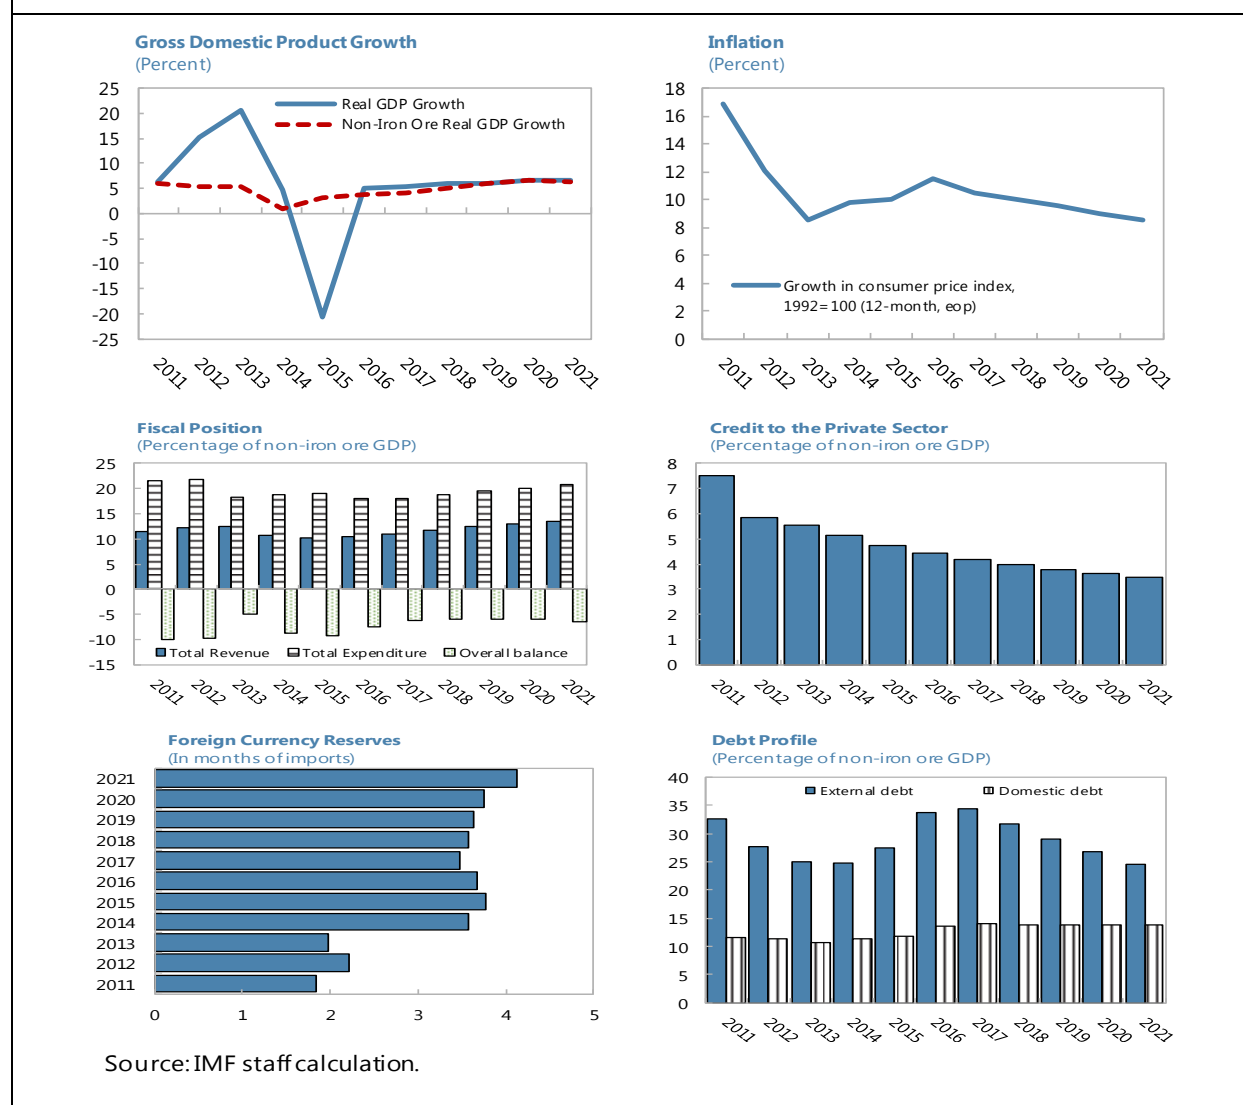 Gross Domestic Product Growth
(Percent)
25
20
15
10
5
0
-5
-10
-15
-20
-25
Real GDP Growth
Non-Iron Ore Real GDP Growth
2011 2012 2013 2014 2015 2016 2017 2018 2019 2020 2021
Inflation
(Percent)
18
16
14
12
10
8
6
4
2
0
Growth in consumer price index,
1992=100 (12-month, eop)
2011 2012 2013 2014 2015 2016 2017 2018 2019 2020 2021
Fiscal Position
(Percentage of non-iron ore GDP)
25
20
15
10
5
0
-5
-10
-15
Total Revenue Total Expenditure Overall balance
2011 2012 2013 2014 2015 2016 2017 2018 2019 2020 2021
Credit to the Private Sector
(Percentage of non-iron ore GDP)
8
7
6
5
4
3
2
1
0
2011 2012 2013 2014 2015 2016 2017 2018 2019 2020 2021
Foreign Currency Reserves
(In months of imports)
2021
2020
2019
2018
2017
2016
2015
2014
2013
2012
2011
0 1 2 3 4 5
Debt Profile
(Percentage of non-iron ore GDP)
40
35
30
25
20
15
10
5
0
External debt Domestic debt
2011 2012 2013 2014 2015 2016 2017 2018 2019 2020 2021
Source: IMF staff calculation.